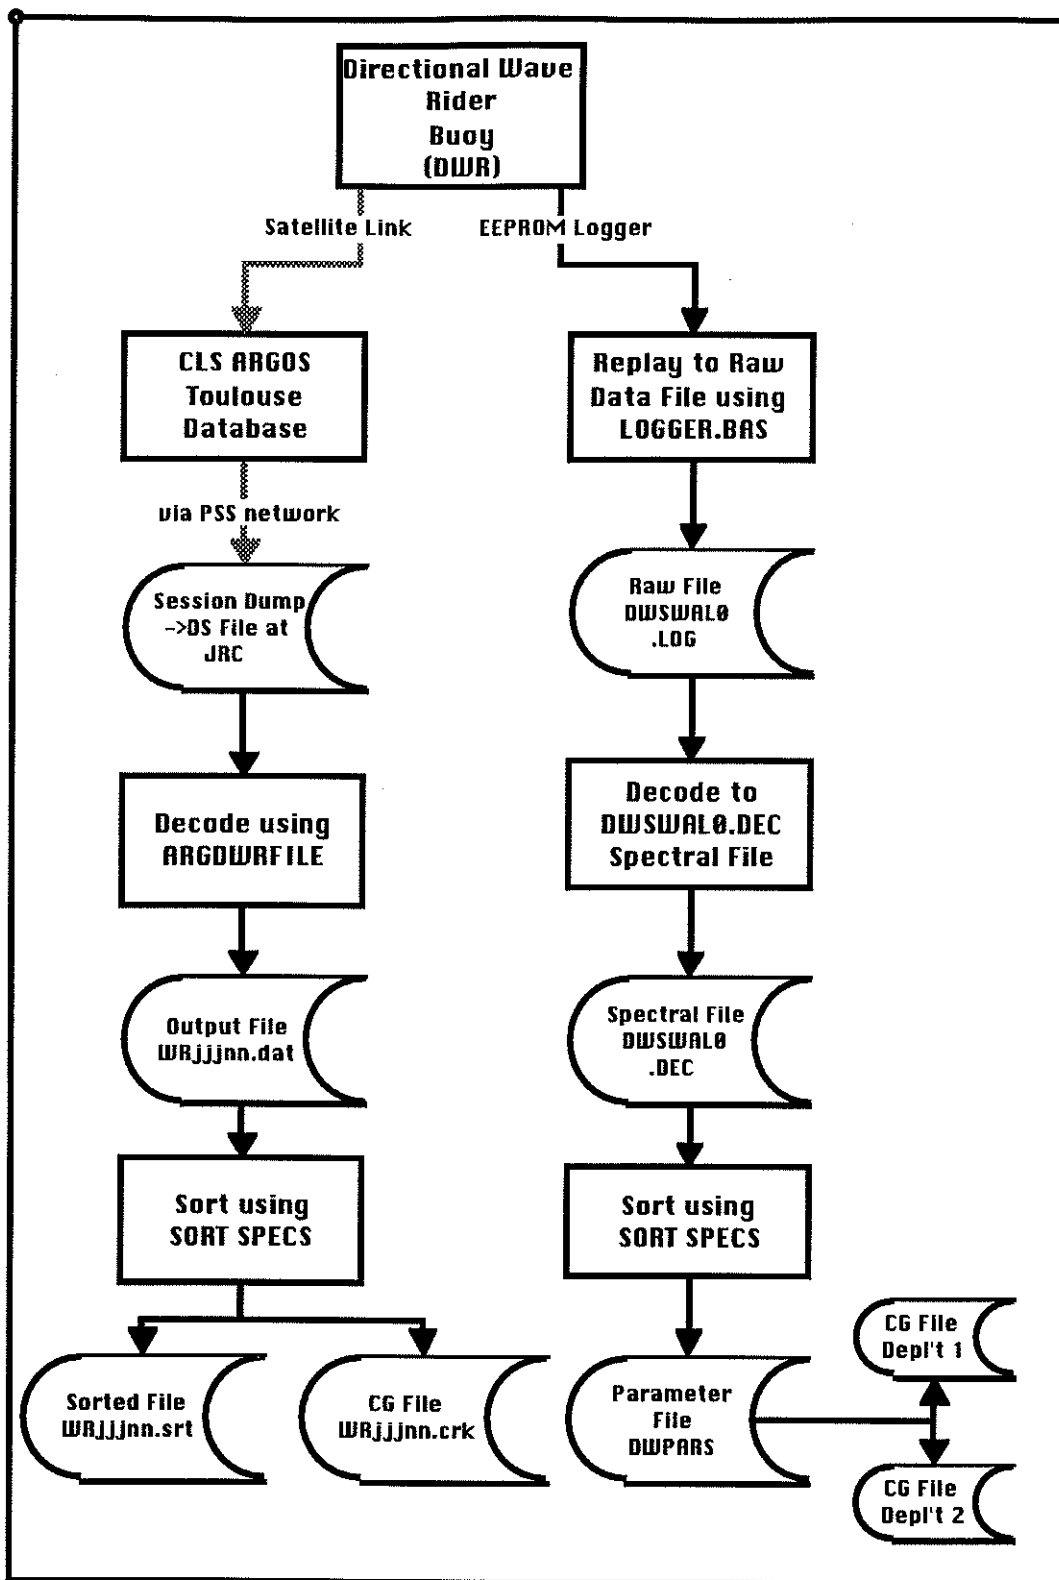 Directional Wave
Rider
Buoy
(DWR)
Satellite Link
EEPROM Logger
CLS ARGOS
Toulouse
Database
Replay to Raw
Data File using
LOGGER.BAS
via PSS network
Session Dump
->DS File at
JRC
Raw File
DWSWAL0
.LOG
Decode using
ARGDWRFILE
Decode to
DWSWAL0.DEC
Spectral File
Output File
WRjjjnn.dat
Spectral File
DWSWAL0
.DEC
Sort using
SORT SPECS
Sort using
SORT SPECS
Sorted File
WRjjjnn.srt
CG File
WRjjjnn.crk
Parameter
File
DWPARS
CG File
Depl't 1
CG File
Depl't 2